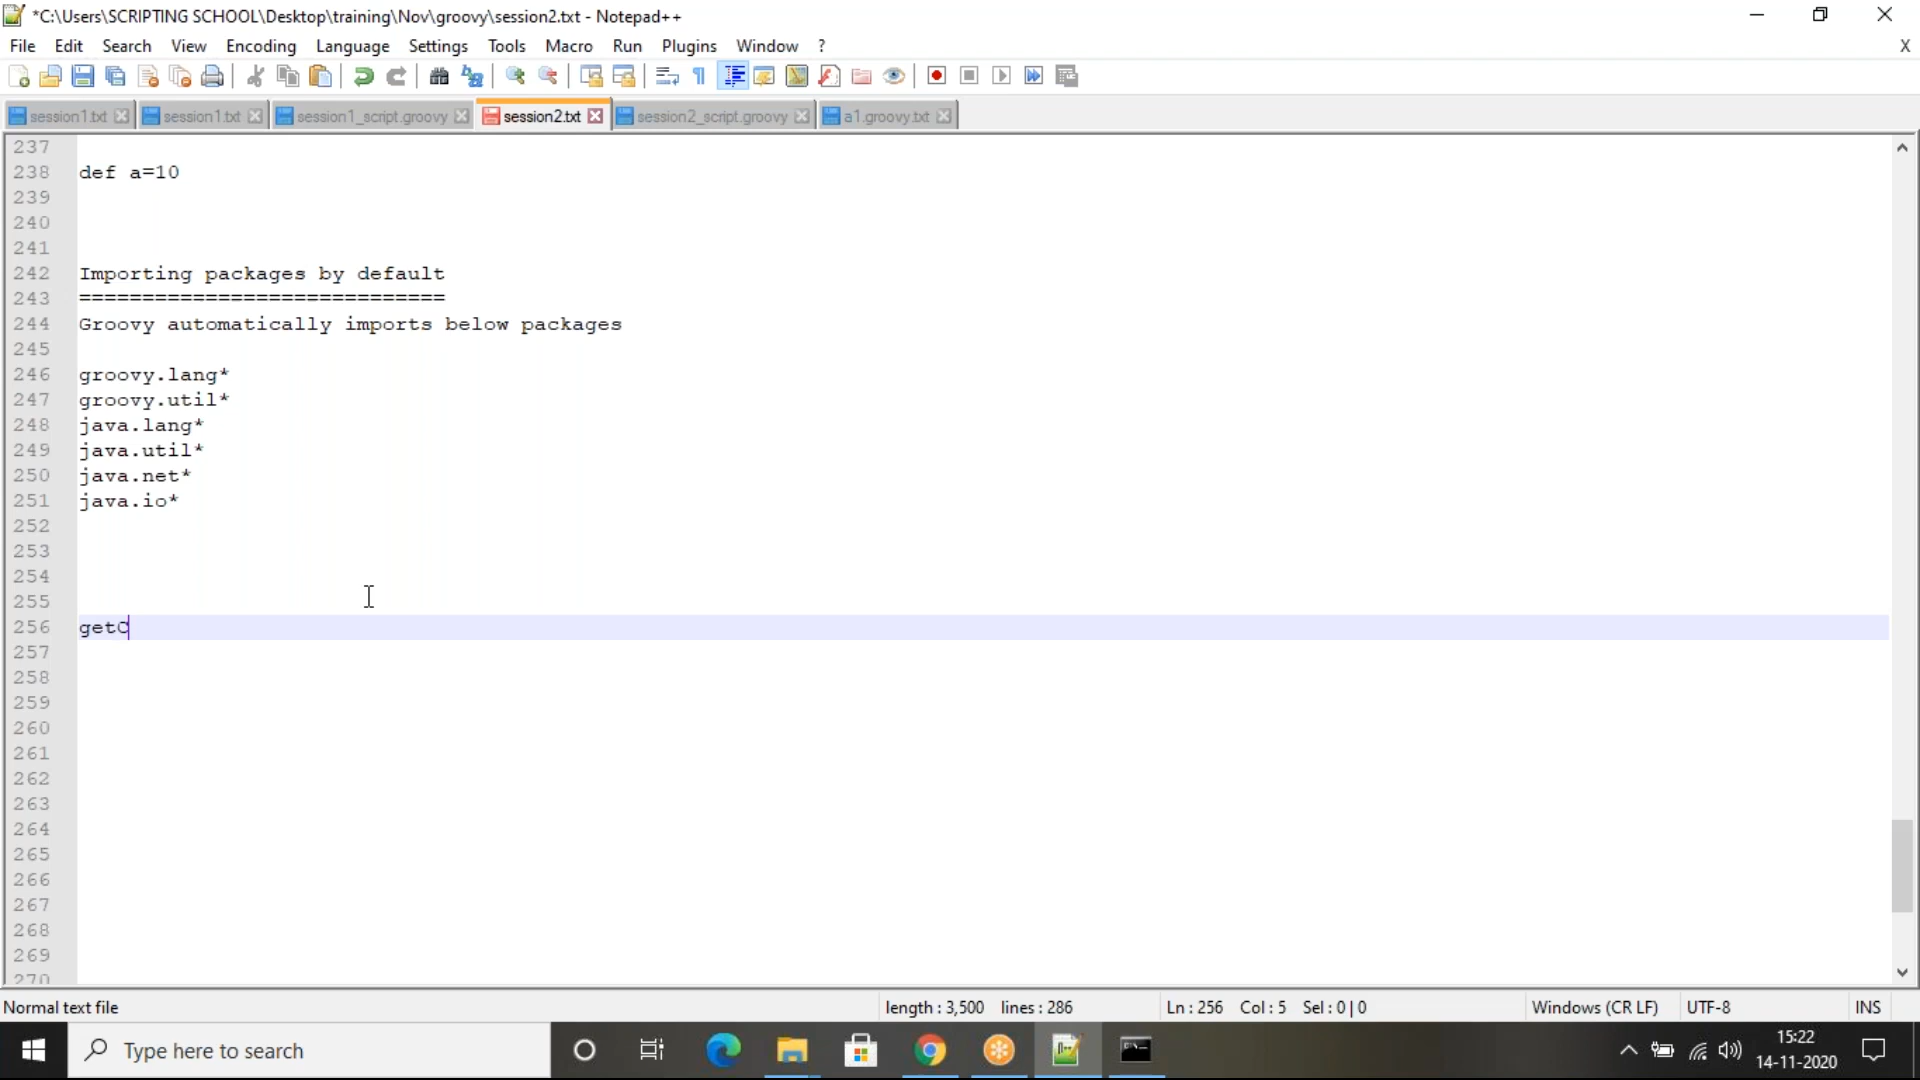 *C:\Users\SCRIPTING SCHOOL\Desktop\training\Nov\groovy\session2.txt - Notepad++
File Edit Search View Encoding Language Settings Tools Macro Run Plugins Window ? X
session1.txt session1.txt session1_script.groovy session2.txt session2_script.groovy a1.groovy.txt
237
238 def a=10
239
240
241
242 Importing packages by default
243 =============================
244 Groovy automatically imports below packages
245
246 groovy.lang*
247 groovy.util*
248 java.lang*
249 java.util*
250 java.net*
251 java.io*
252
253
254
255
256 getC
257
258
259
260
261
262
263
264
265
266
267
268
269
270
Normal text file length : 3,500 lines : 286 Ln : 256 Col : 5 Sel : 0 | 0 Windows (CR LF) UTF-8 INS
Type here to search
15:22
14-11-2020